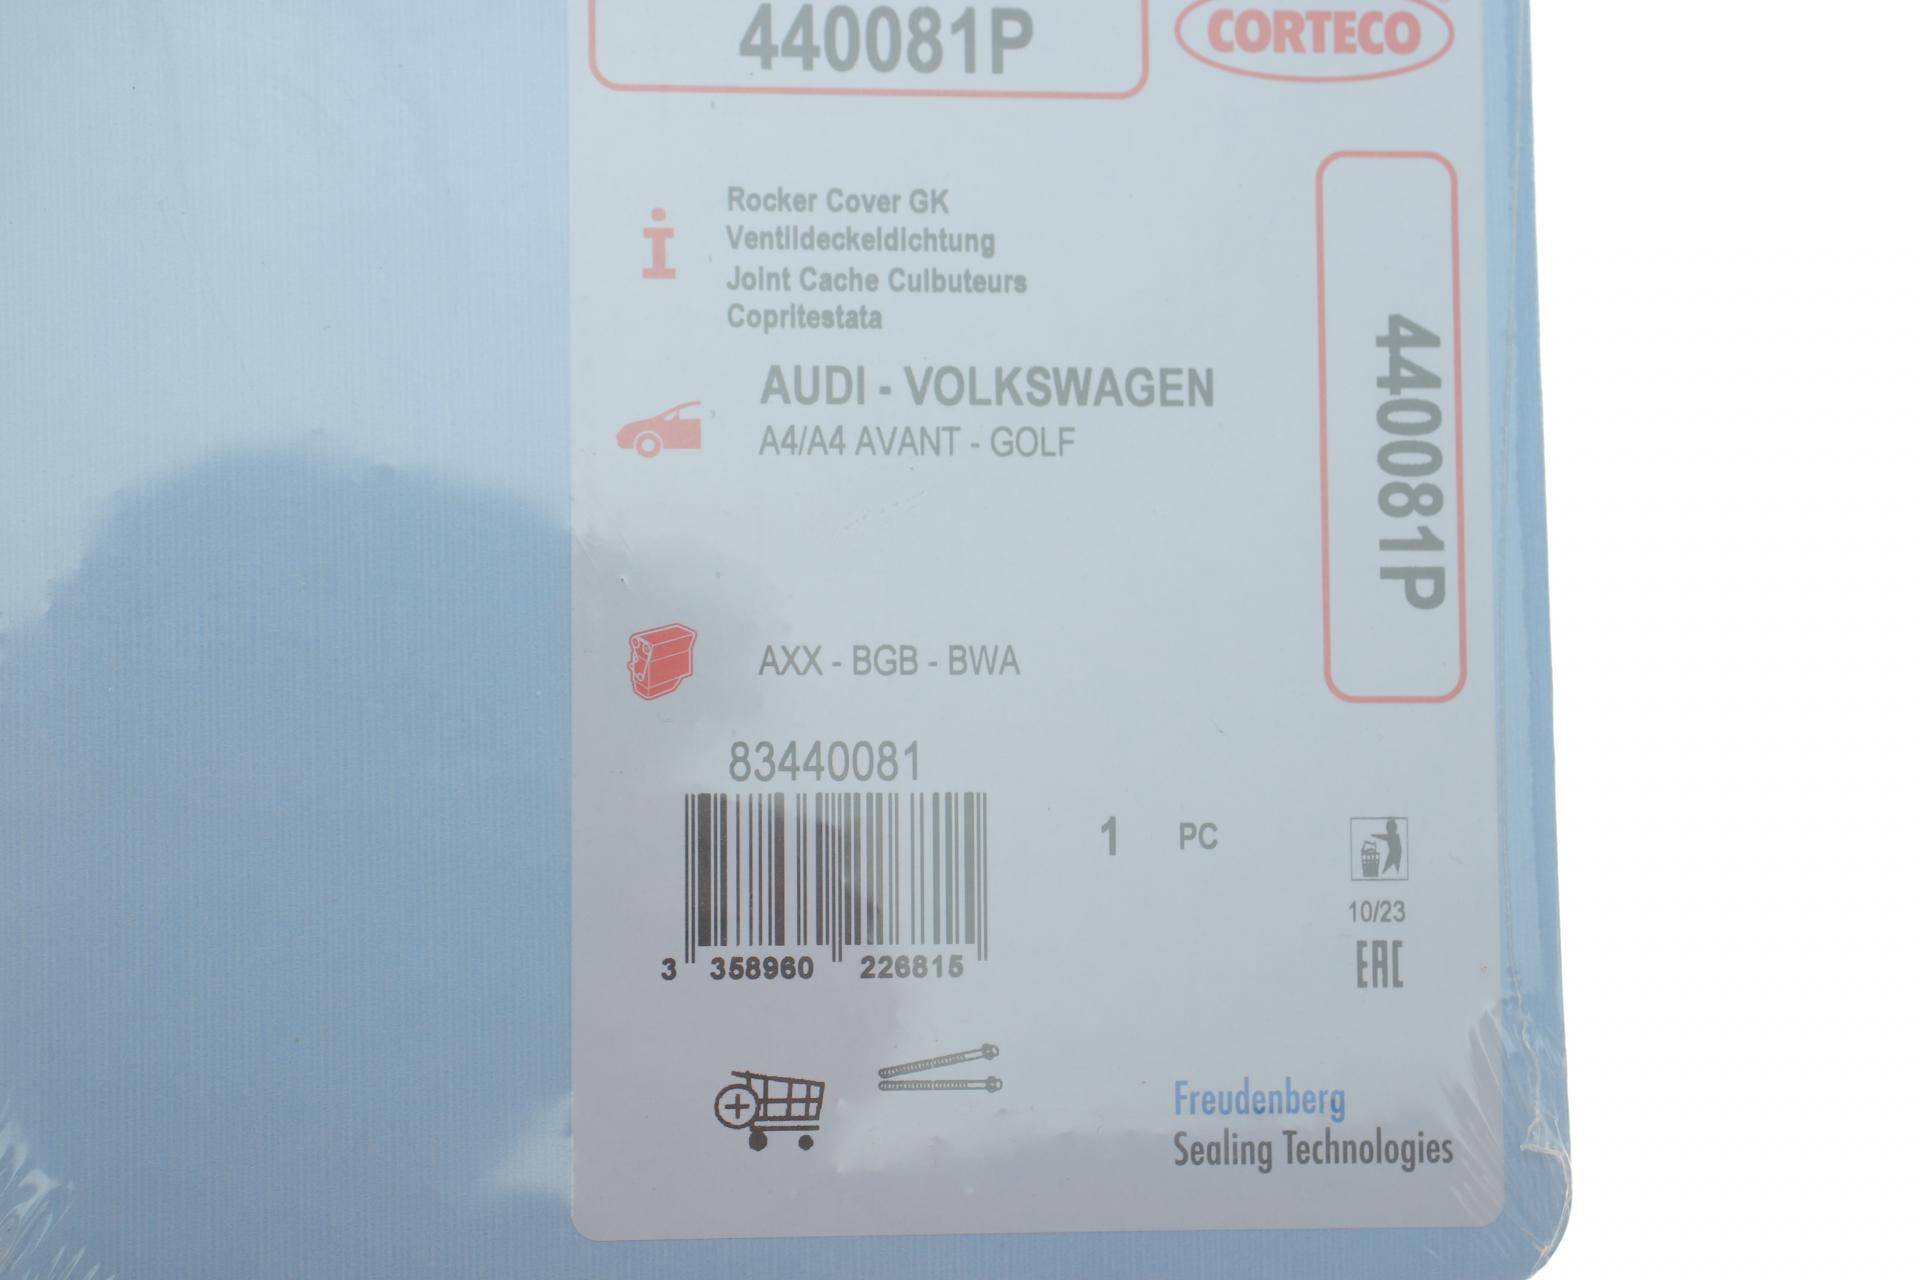 440081P
CORTECO
Rocker Cover GK
Ventildeckeldichtung
Joint Cache Culbuteurs
Copritestata
AUDI - VOLKSWAGEN
A4/A4 AVANT - GOLF
440081P
AXX - BGB - BWA
83440081
3 358960 226815
1 PC
10/23
EAC
Freudenberg
Sealing Technologies